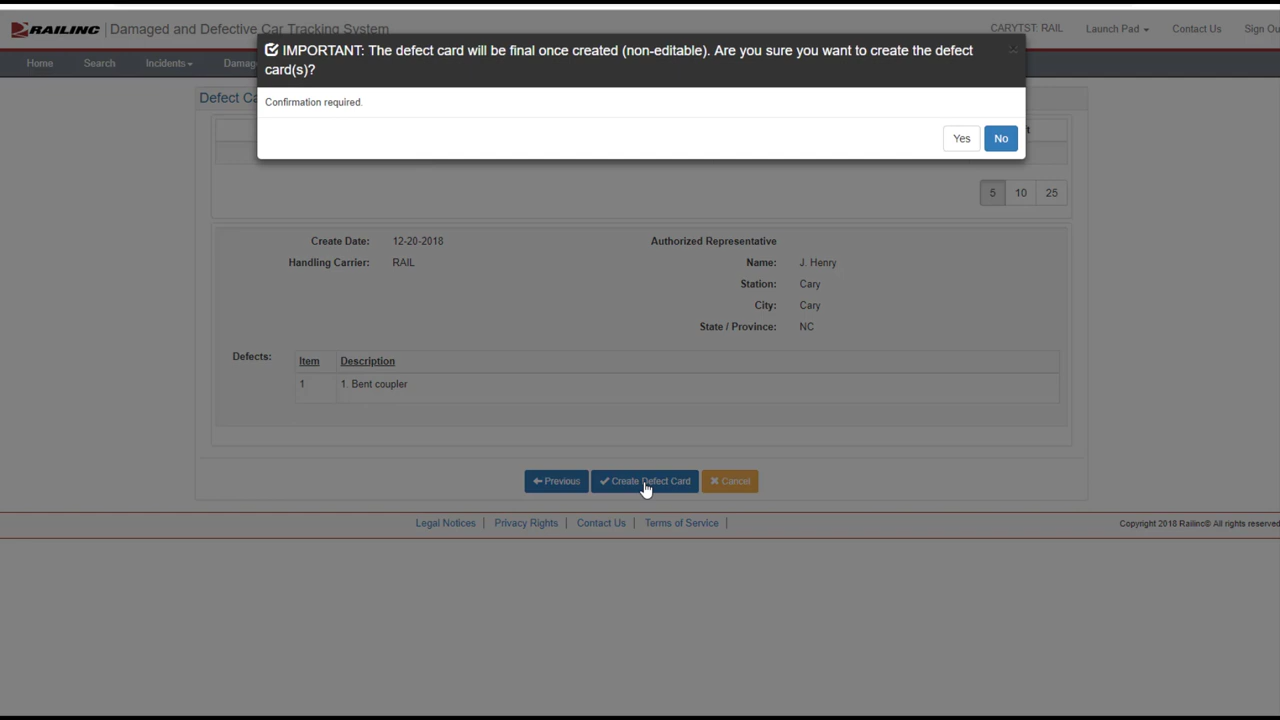 RAILINC Damaged and Defective Car Tracking System
CARYTST: RAIL Launch Pad Contact Us Sign Ou
IMPORTANT: The defect card will be final once created (non-editable). Are you sure you want to create the defect
card(s)?
×
Home Search Incidents Damag
Defect Ca
Confirmation required.
t
Yes No
5 10 25
Create Date: 12-20-2018 Authorized Representative
Handling Carrier: RAIL Name: J. Henry
Station: Cary
City: Cary
State / Province: NC
Defects: Item Description
1 1. Bent coupler
Previous Create Defect Card Cancel
Legal Notices | Privacy Rights | Contact Us | Terms of Service |
Copyright 2018 Railinc® All rights reserved